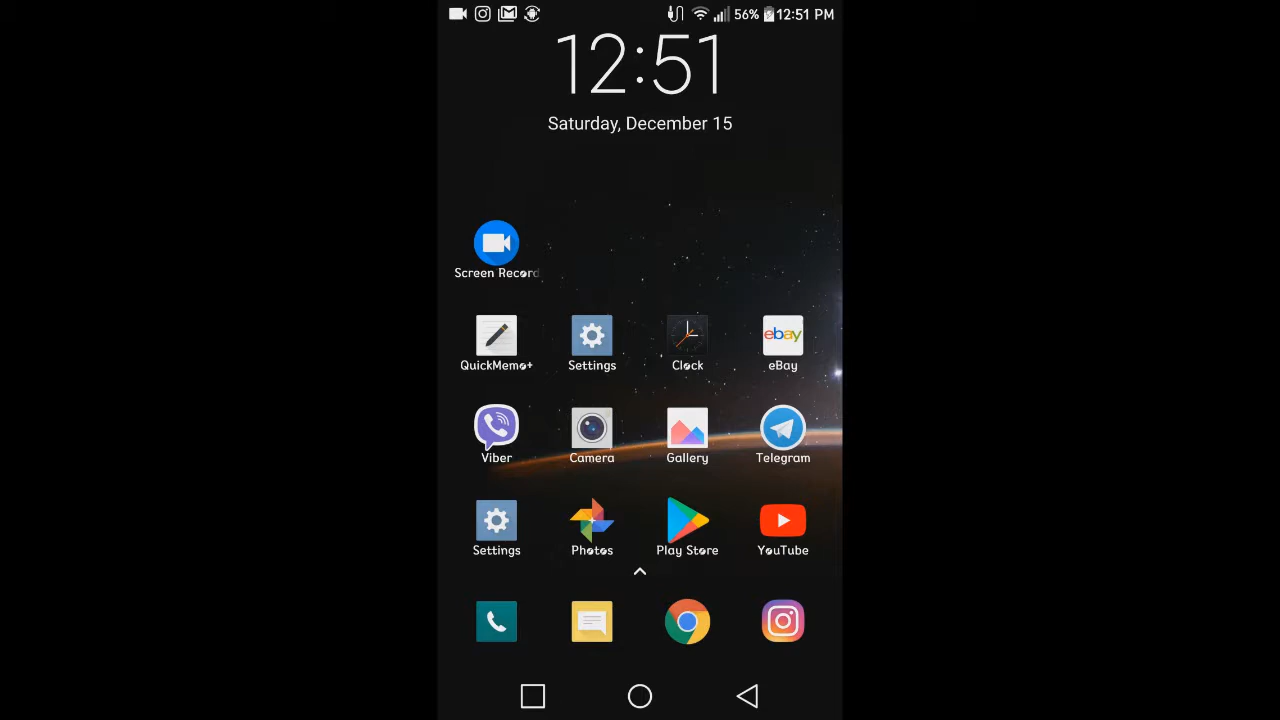 56% 12:51 PM
12:51
Saturday, December 15
Screen Record
QuickMemo+ Settings Clock eBay
ebay
Viber Camera Gallery Telegram
Settings Photos Play Store YouTube